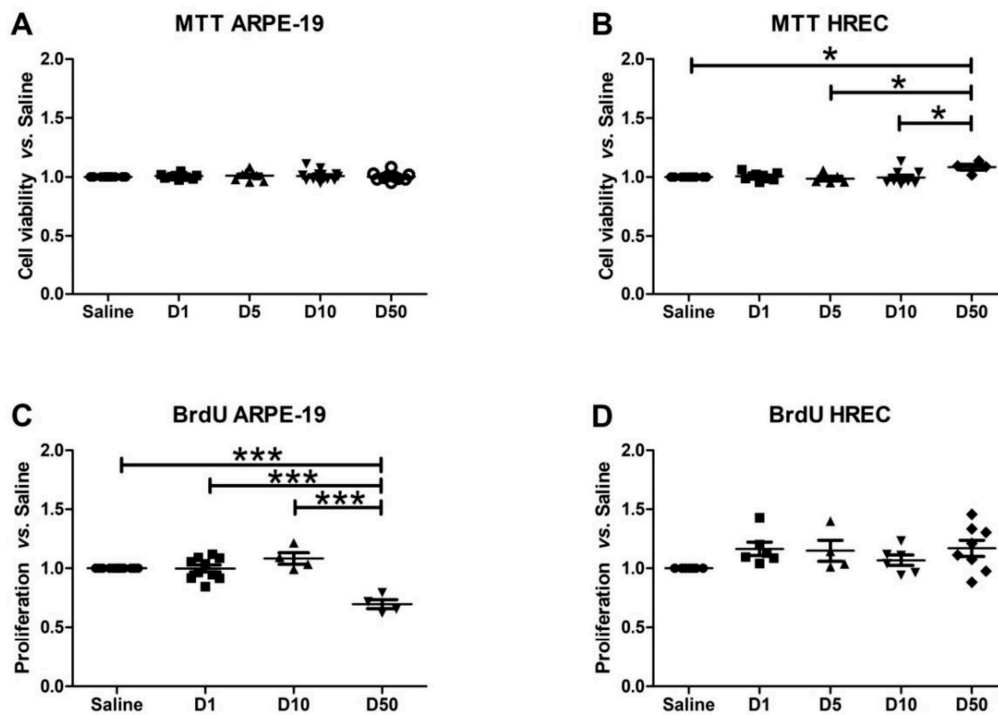 A
MTT ARPE-19
Cell viability vs. Saline
2.0
1.5
1.0
0.5
0.0
Saline D1 D5 D10 D50
B
MTT HREC
Cell viability vs. Saline
2.0
1.5
1.0
0.5
0.0
*
*
*
Saline D1 D5 D10 D50
C
BrdU ARPE-19
Proliferation vs. Saline
2.0
1.5
1.0
0.5
0.0
***
***
***
Saline D1 D10 D50
D
BrdU HREC
Proliferation vs. Saline
2.0
1.5
1.0
0.5
0.0
Saline D1 D5 D10 D50